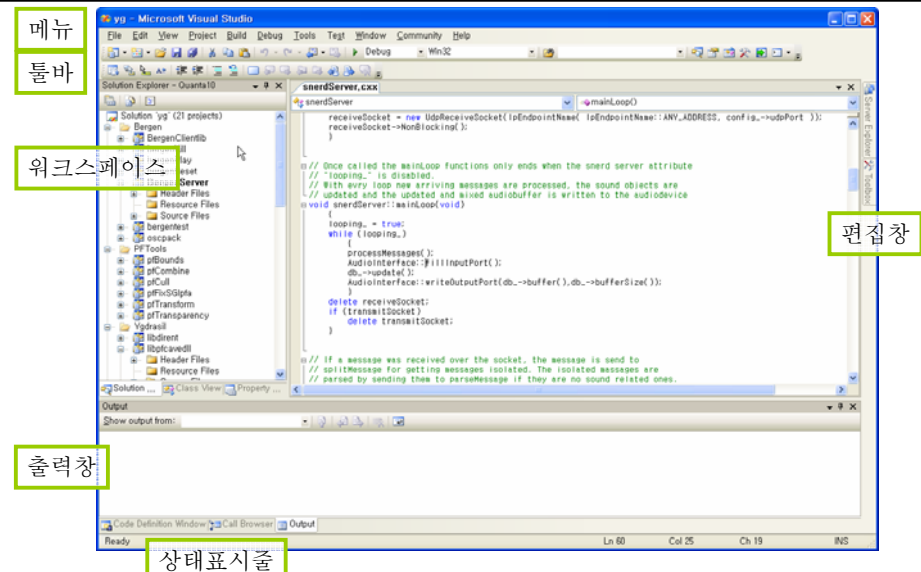 메뉴
툴바
워크스페이스
편집창
출력창
상태표시줄
yg - Microsoft Visual Studio
File Edit View Project Build Debug Tools Test Window Community Help
Debug Win32
Solution Explorer - Quanta10
snerdServer.cxx
snerdServer
mainLoop()
Solution 'yg' (21 projects)
Bergen
BergenClientlib
Header Files
Resource Files
Source Files
bergentest
oscpack
PFTools
pfBounds
pfCombine
pfCull
pfFixSGIpfa
pfTransform
pfTransparency
Ygdrasil
libdirent
libpfcavedll
Header Files
Resource Files
Solution ... Class View Property ...
receiveSocket = new UdpReceiveSocket( IpEndpointName( IpEndpointName::ANY_ADDRESS, config_->udpPort ));
receiveSocket->NonBlocking();
}
// Once called the mainLoop functions only ends when the snerd server attribute
// "looping_" is disabled.
// With evry loop new arriving messages are processed, the sound objects are
// updated and the updated and mixed audiobuffer is written to the audiodevice
void snerdServer::mainLoop(void)
{
looping_ = true;
while (looping_)
{
processMessages();
AudioInterface::fillInputPort();
db_->update();
AudioInterface::writeOutputPort(db_->buffer(),db_->bufferSize());
}
delete receiveSocket;
if (transmitSocket)
delete transmitSocket;
}
// If a message was received over the socket, the message is send to
// splitMessage for getting messages isolated. The isolated massages are
// parsed by sending them to parseMessage if they are no sound related ones.
Server Explorer
Toolbox
Output
Show output from:
Code Definition Window Call Browser Output
Ready Ln 60 Col 25 Ch 19 INS